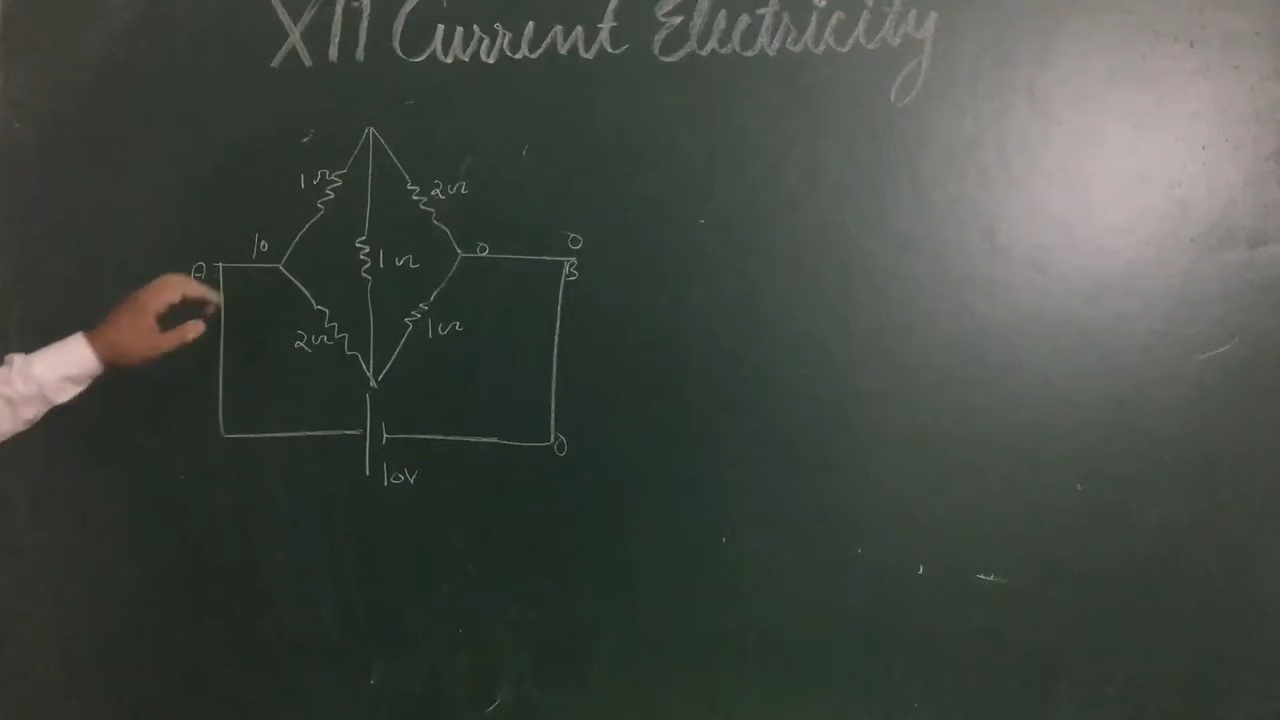 XII Current Electricity
1Ω 2Ω
10 0 0
A 1Ω B
2Ω 1Ω
0
10V